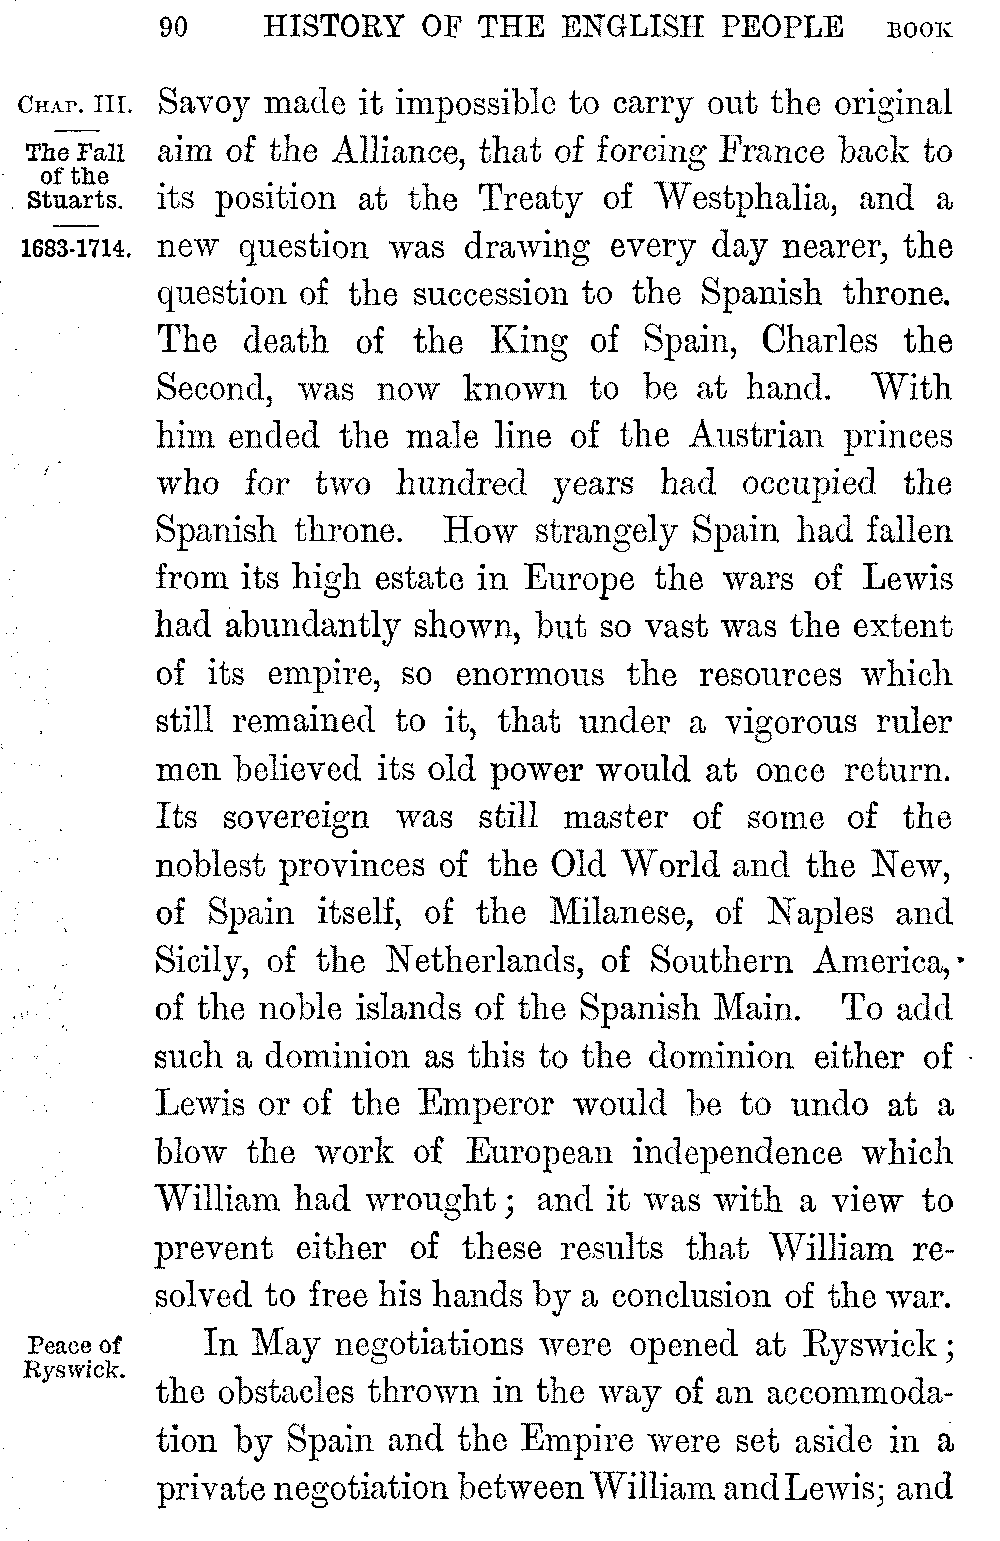 90 HISTORY OF THE ENGLISH PEOPLE BOOK
CHAP. III.
The Fall
of the
Stuarts.
1683-1714.
Savoy made it impossible to carry out the original
aim of the Alliance, that of forcing France back to
its position at the Treaty of Westphalia, and a
new question was drawing every day nearer, the
question of the succession to the Spanish throne.
The death of the King of Spain, Charles the
Second, was now known to be at hand. With
him ended the male line of the Austrian princes
who for two hundred years had occupied the
Spanish throne. How strangely Spain had fallen
from its high estate in Europe the wars of Lewis
had abundantly shown, but so vast was the extent
of its empire, so enormous the resources which
still remained to it, that under a vigorous ruler
men believed its old power would at once return.
Its sovereign was still master of some of the
noblest provinces of the Old World and the New,
of Spain itself, of the Milanese, of Naples and
Sicily, of the Netherlands, of Southern America,
of the noble islands of the Spanish Main. To add
such a dominion as this to the dominion either of
Lewis or of the Emperor would be to undo at a
blow the work of European independence which
William had wrought; and it was with a view to
prevent either of these results that William re-
solved to free his hands by a conclusion of the war.
Peace of
Ryswick.
In May negotiations were opened at Ryswick;
the obstacles thrown in the way of an accommoda-
tion by Spain and the Empire were set aside in a
private negotiation between William and Lewis; and